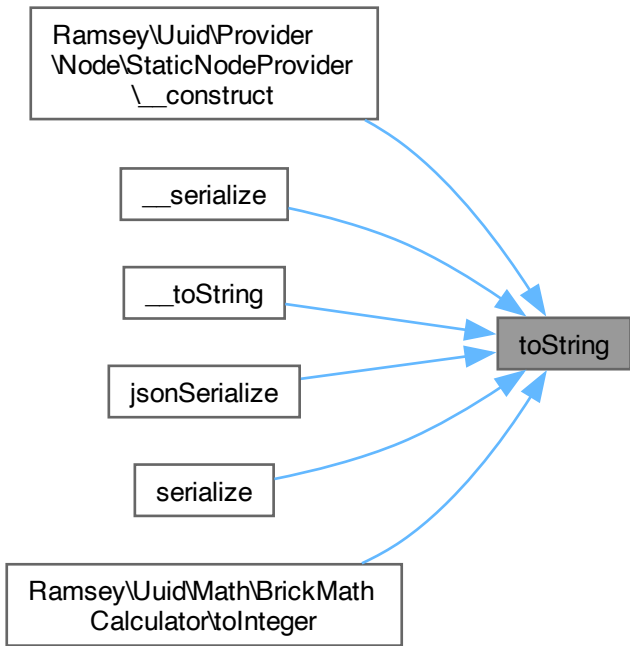 Ramsey\Uuid\Provider
\Node\StaticNodeProvider
\__construct
__serialize
__toString
toString
jsonSerialize
serialize
Ramsey\Uuid\Math\BrickMath
Calculator\toInteger